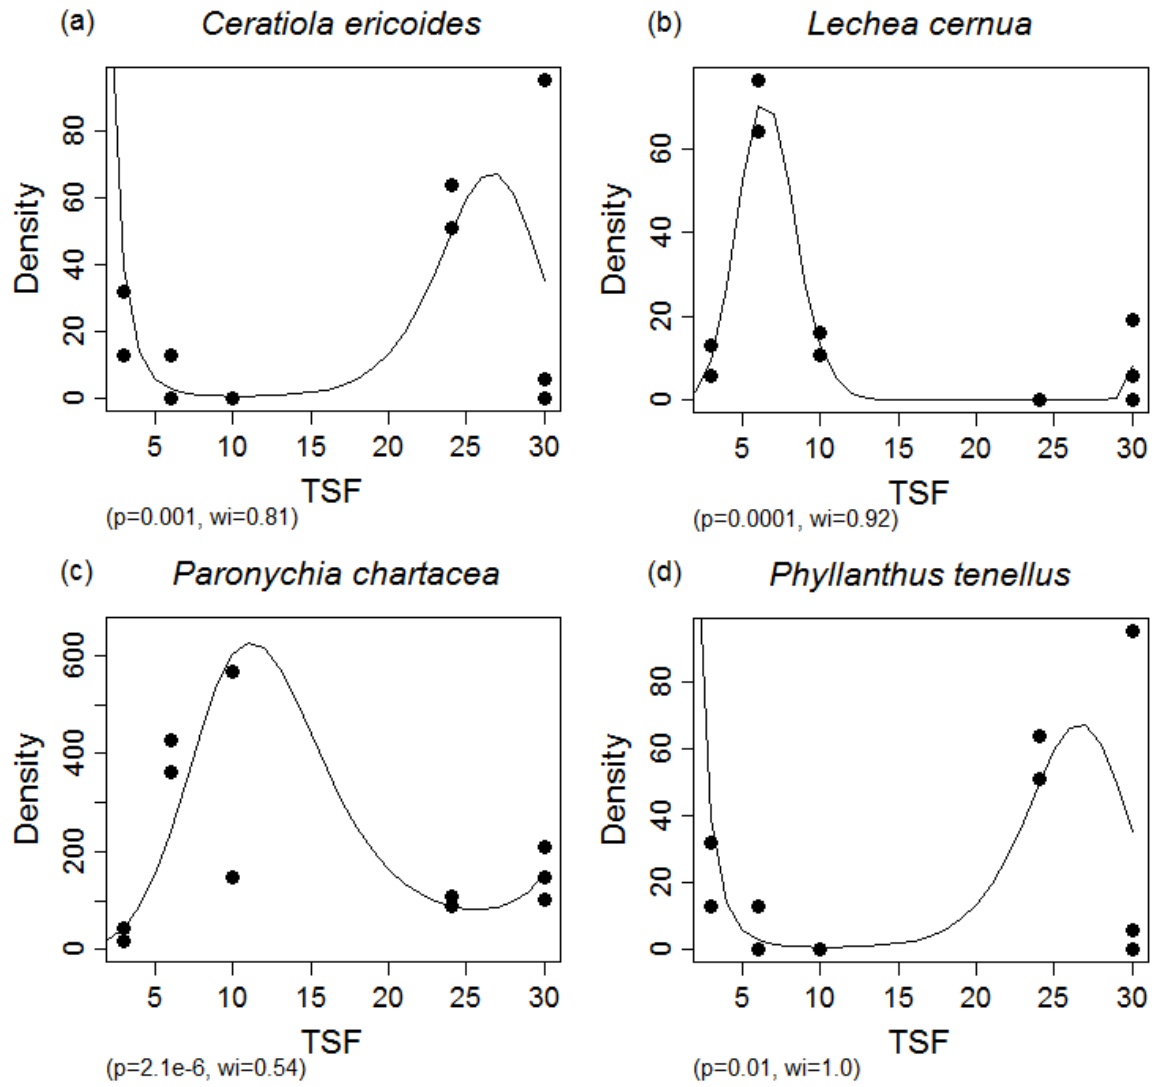 (a) Ceratiola ericoides
Density
0 20 40 60 80
5 10 15 20 25 30
TSF
(p=0.001, wi=0.81)
(b) Lechea cernua
Density
0 20 40 60
5 10 15 20 25 30
TSF
(p=0.0001, wi=0.92)
(c) Paronychia chartacea
Density
0 200 400 600
5 10 15 20 25 30
TSF
(p=2.1e-6, wi=0.54)
(d) Phyllanthus tenellus
Density
0 20 40 60 80
5 10 15 20 25 30
TSF
(p=0.01, wi=1.0)